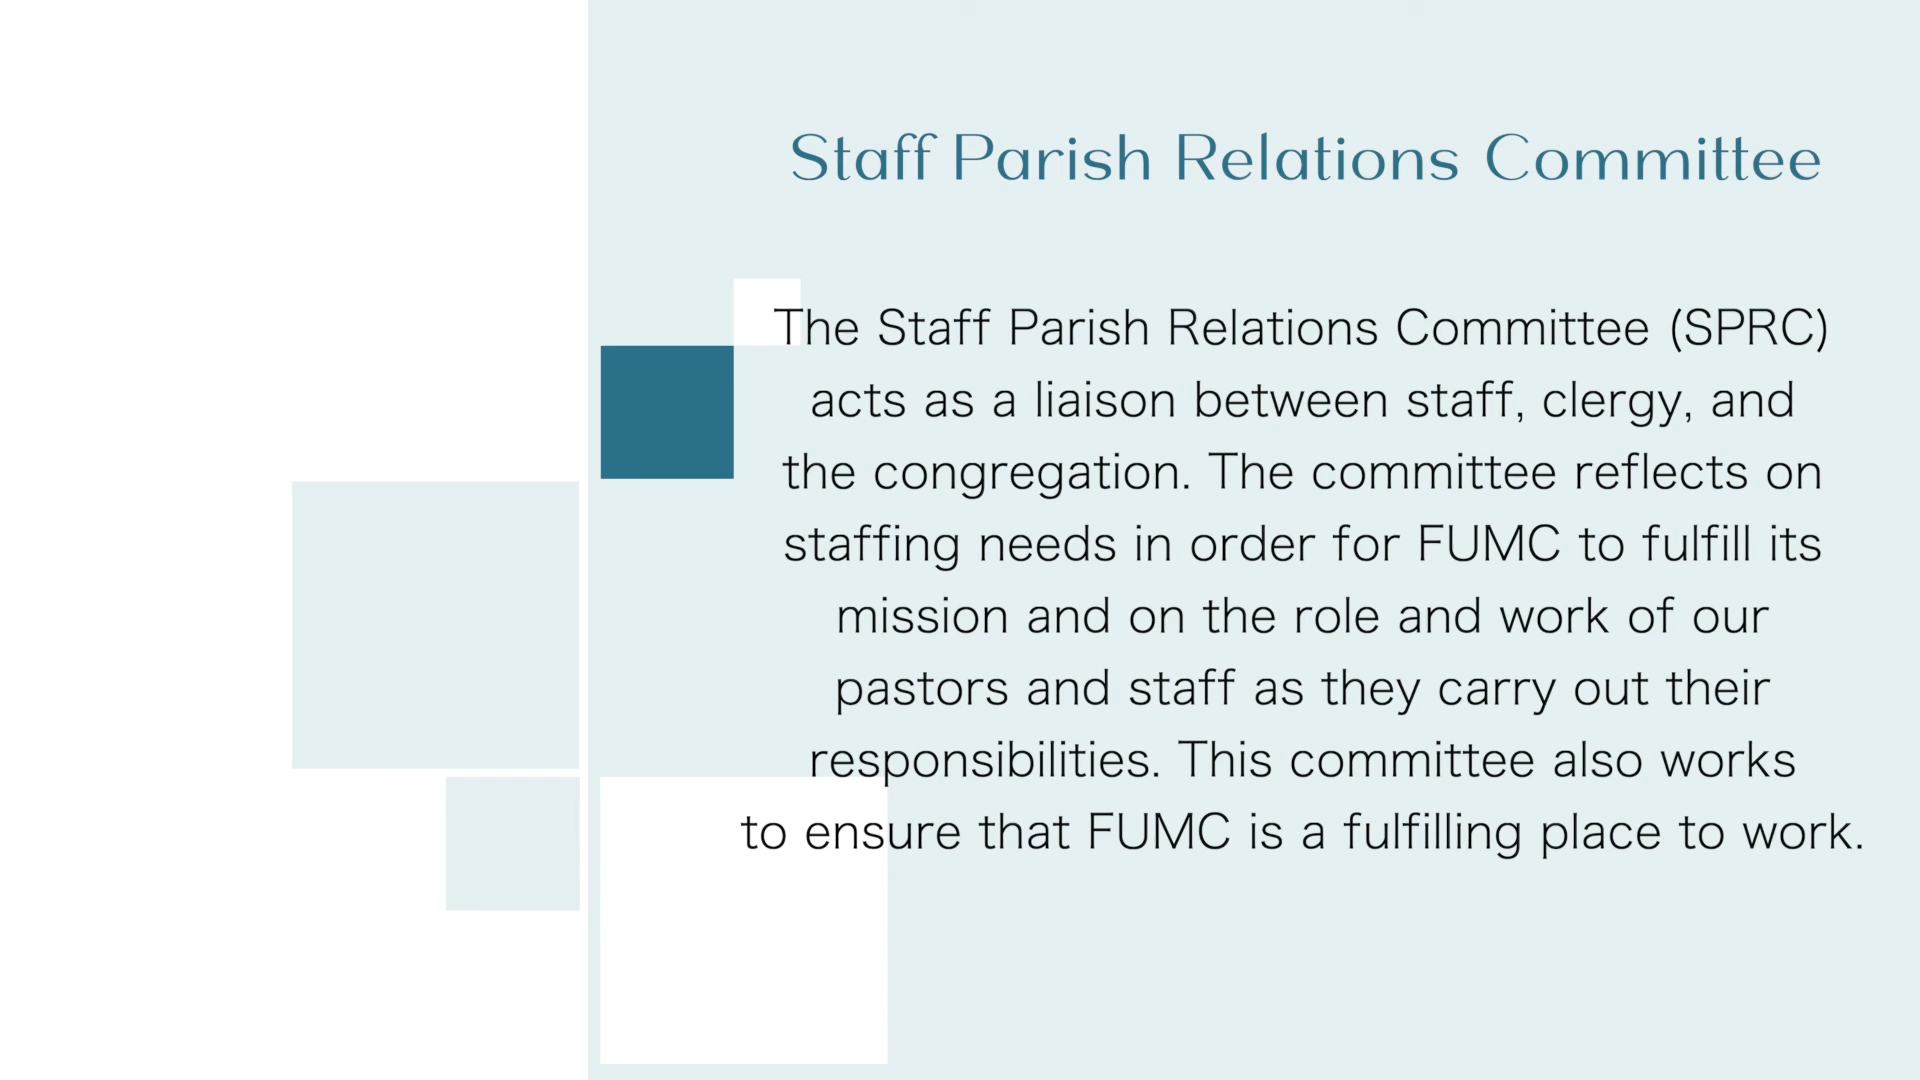 Staff Parish Relations Committee
The Staff Parish Relations Committee (SPRC)
acts as a liaison between staff, clergy, and
the congregation. The committee reflects on
staffing needs in order for FUMC to fulfill its
mission and on the role and work of our
pastors and staff as they carry out their
responsibilities. This committee also works
to ensure that FUMC is a fulfilling place to work.